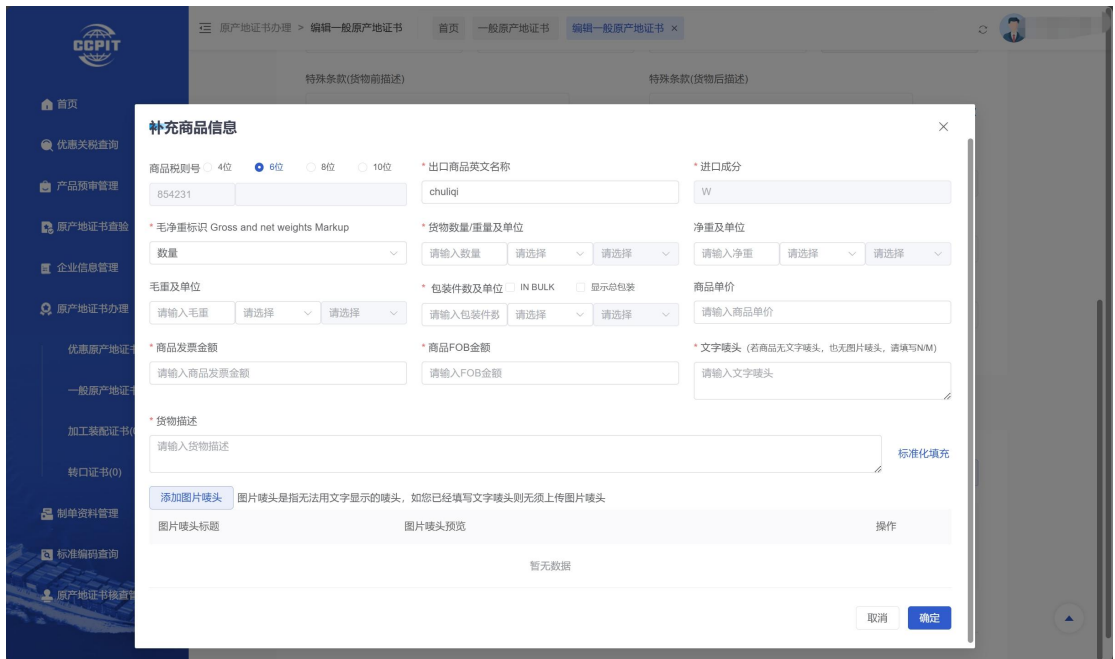 CCPIT
原产地证书办理 > 编辑一般原产地证书 首页 一般原产地证书 编辑一般原产地证书 ×
特殊条款(货物前描述) 特殊条款(货物后描述)
首页
优惠关税查询
产品预审管理
原产地证书查验
企业信息管理
原产地证书办理
优惠原产地证书
一般原产地证书
加工装配证书(
转口证书(0)
制单资料管理
标准编码查询
原产地证书核查
补充商品信息
商品税则号 4位 6位 8位 10位 * 出口商品英文名称 * 进口成分
854231 chuliqi W
* 毛净重标识 Gross and net weights Markup * 货物数量/重量及单位 净重及单位
数量 请输入数量 请选择 请选择 请输入净重 请选择 请选择
毛重及单位 * 包装件数及单位 IN BULK 显示总包装 商品单价
请输入毛重 请选择 请选择 请输入包装件数 请选择 请选择 请输入商品单价
* 商品发票金额 * 商品FOB金额 * 文字唛头 (若商品无文字唛头，也无图片唛头，请填写N/M)
请输入商品发票金额 请输入FOB金额 请输入文字唛头
* 货物描述
请输入货物描述
标准化填充
添加图片唛头 图片唛头是指无法用文字显示的唛头，如您已经填写文字唛头则无须上传图片唛头
图片唛头标题 图片唛头预览 操作
暂无数据
取消 确定